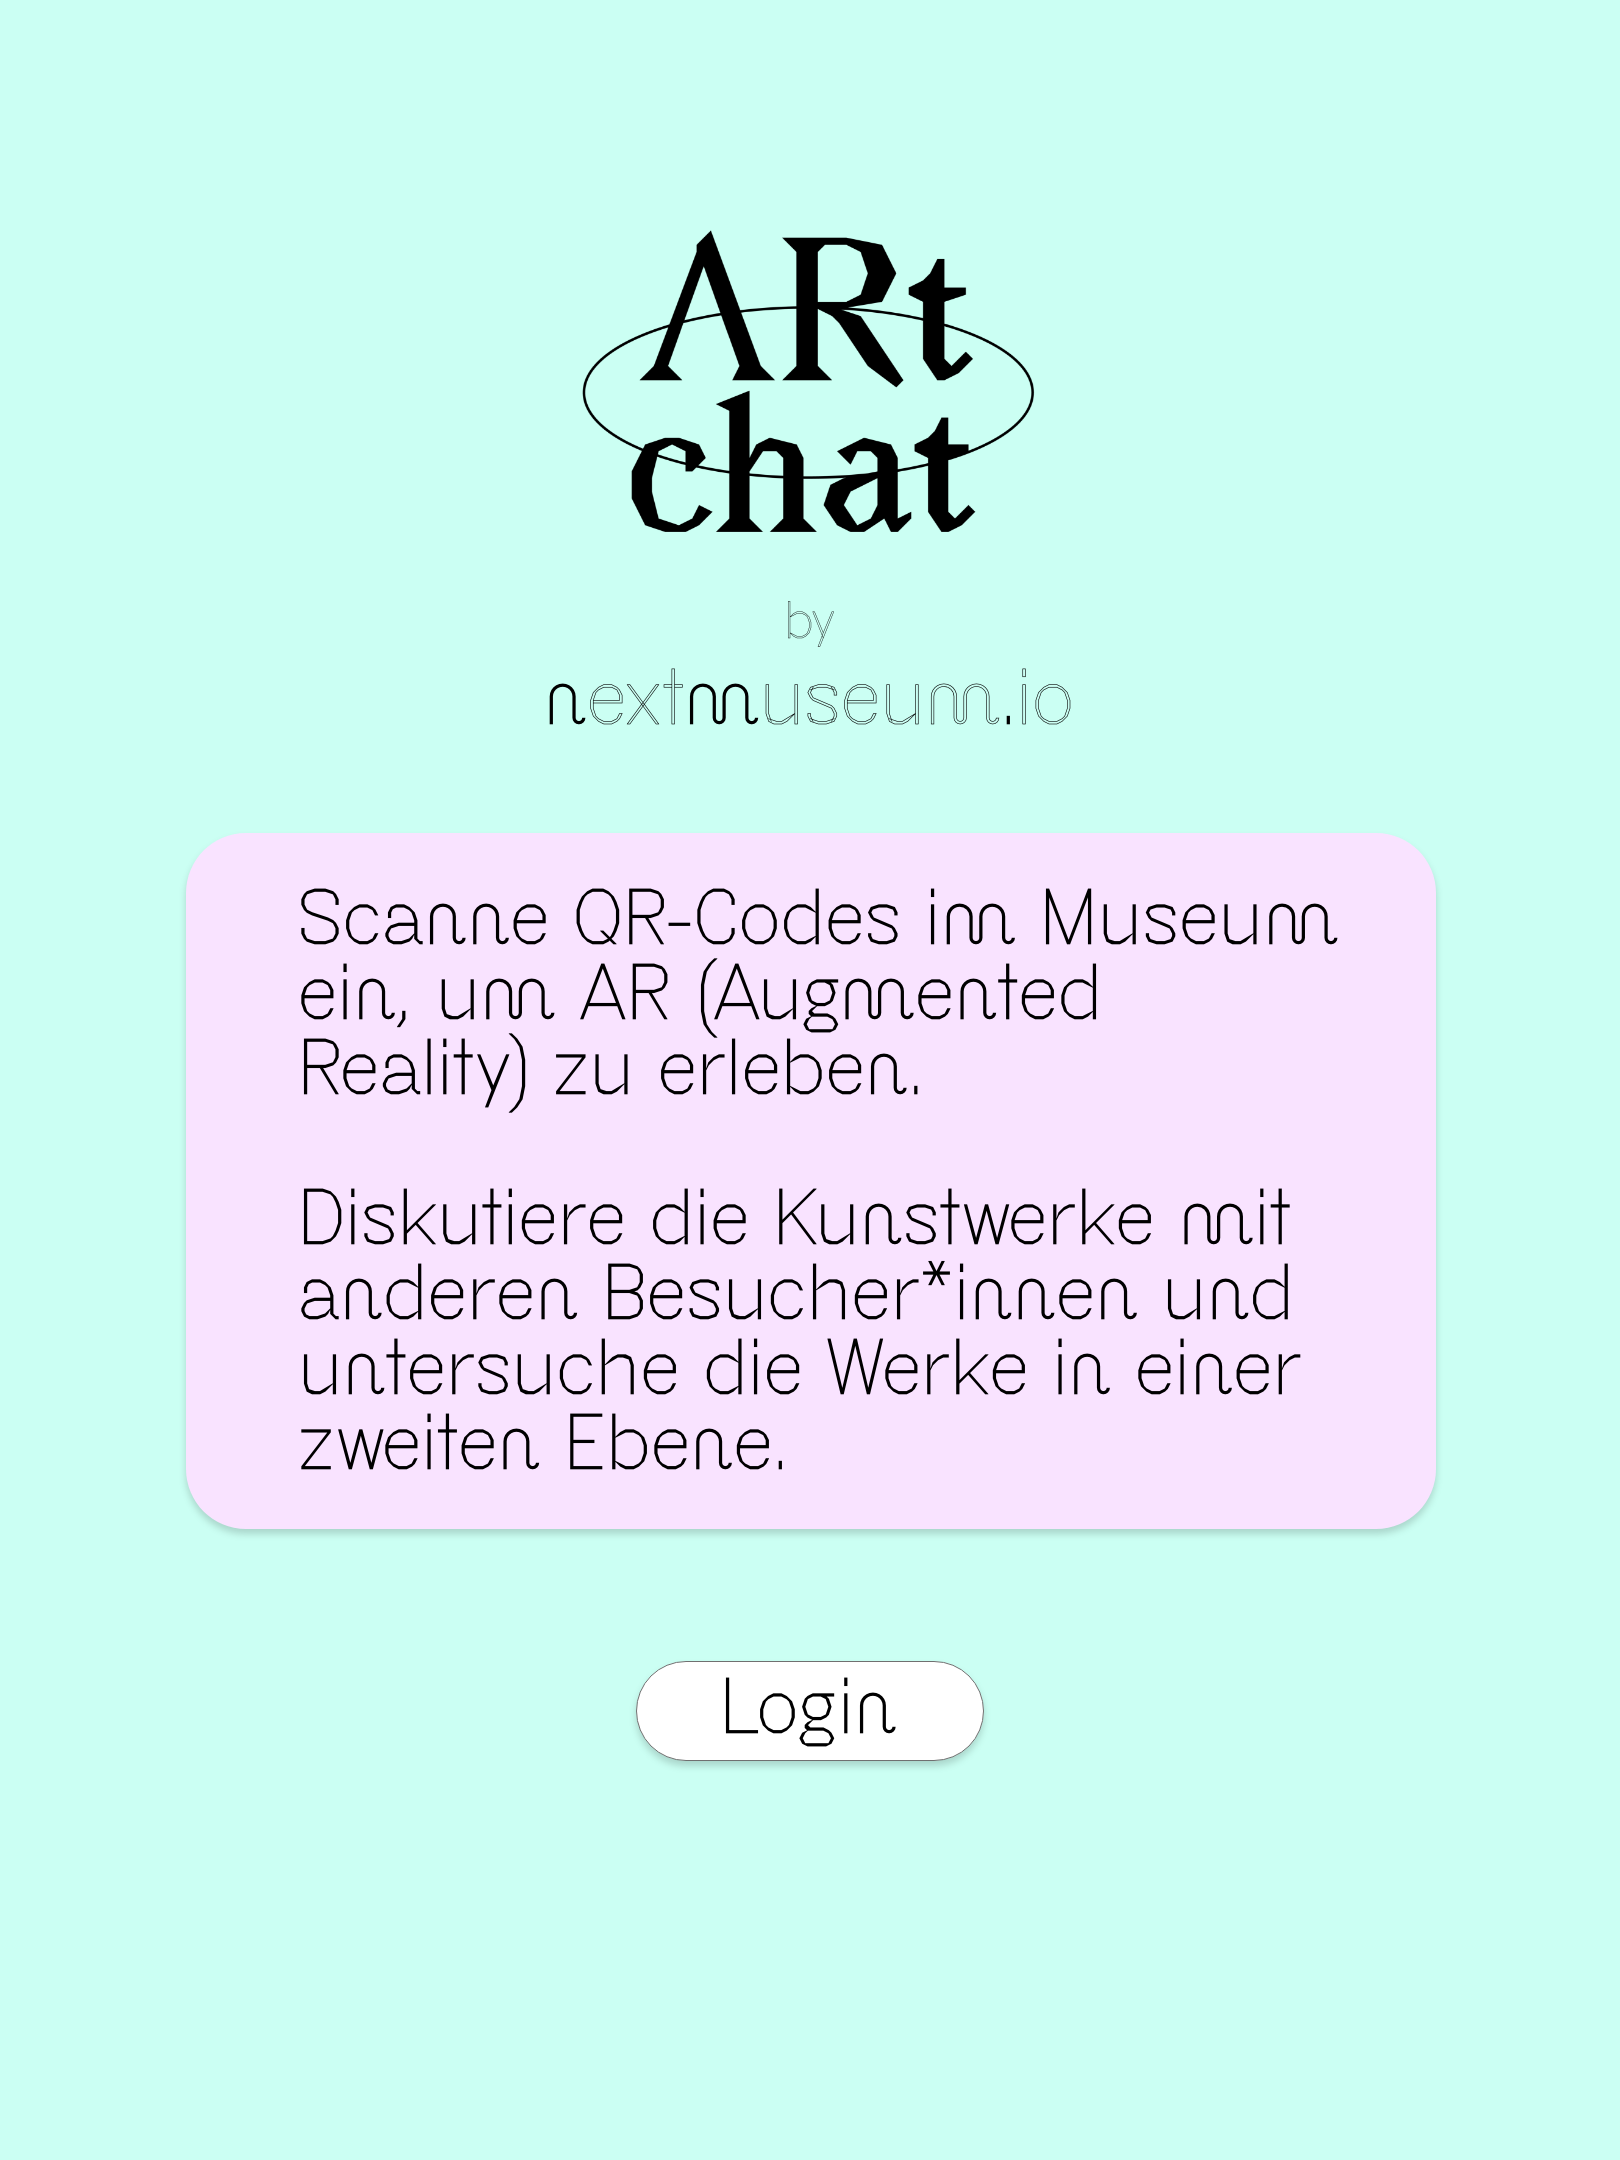 ARt
chat
by
nextmuseum.io
Scanne QR-Codes im Museum
ein, um AR (Augmented
Reality) zu erleben.
Diskutiere die Kunstwerke mit
anderen Besucher*innen und
untersuche die Werke in einer
zweiten Ebene.
Login